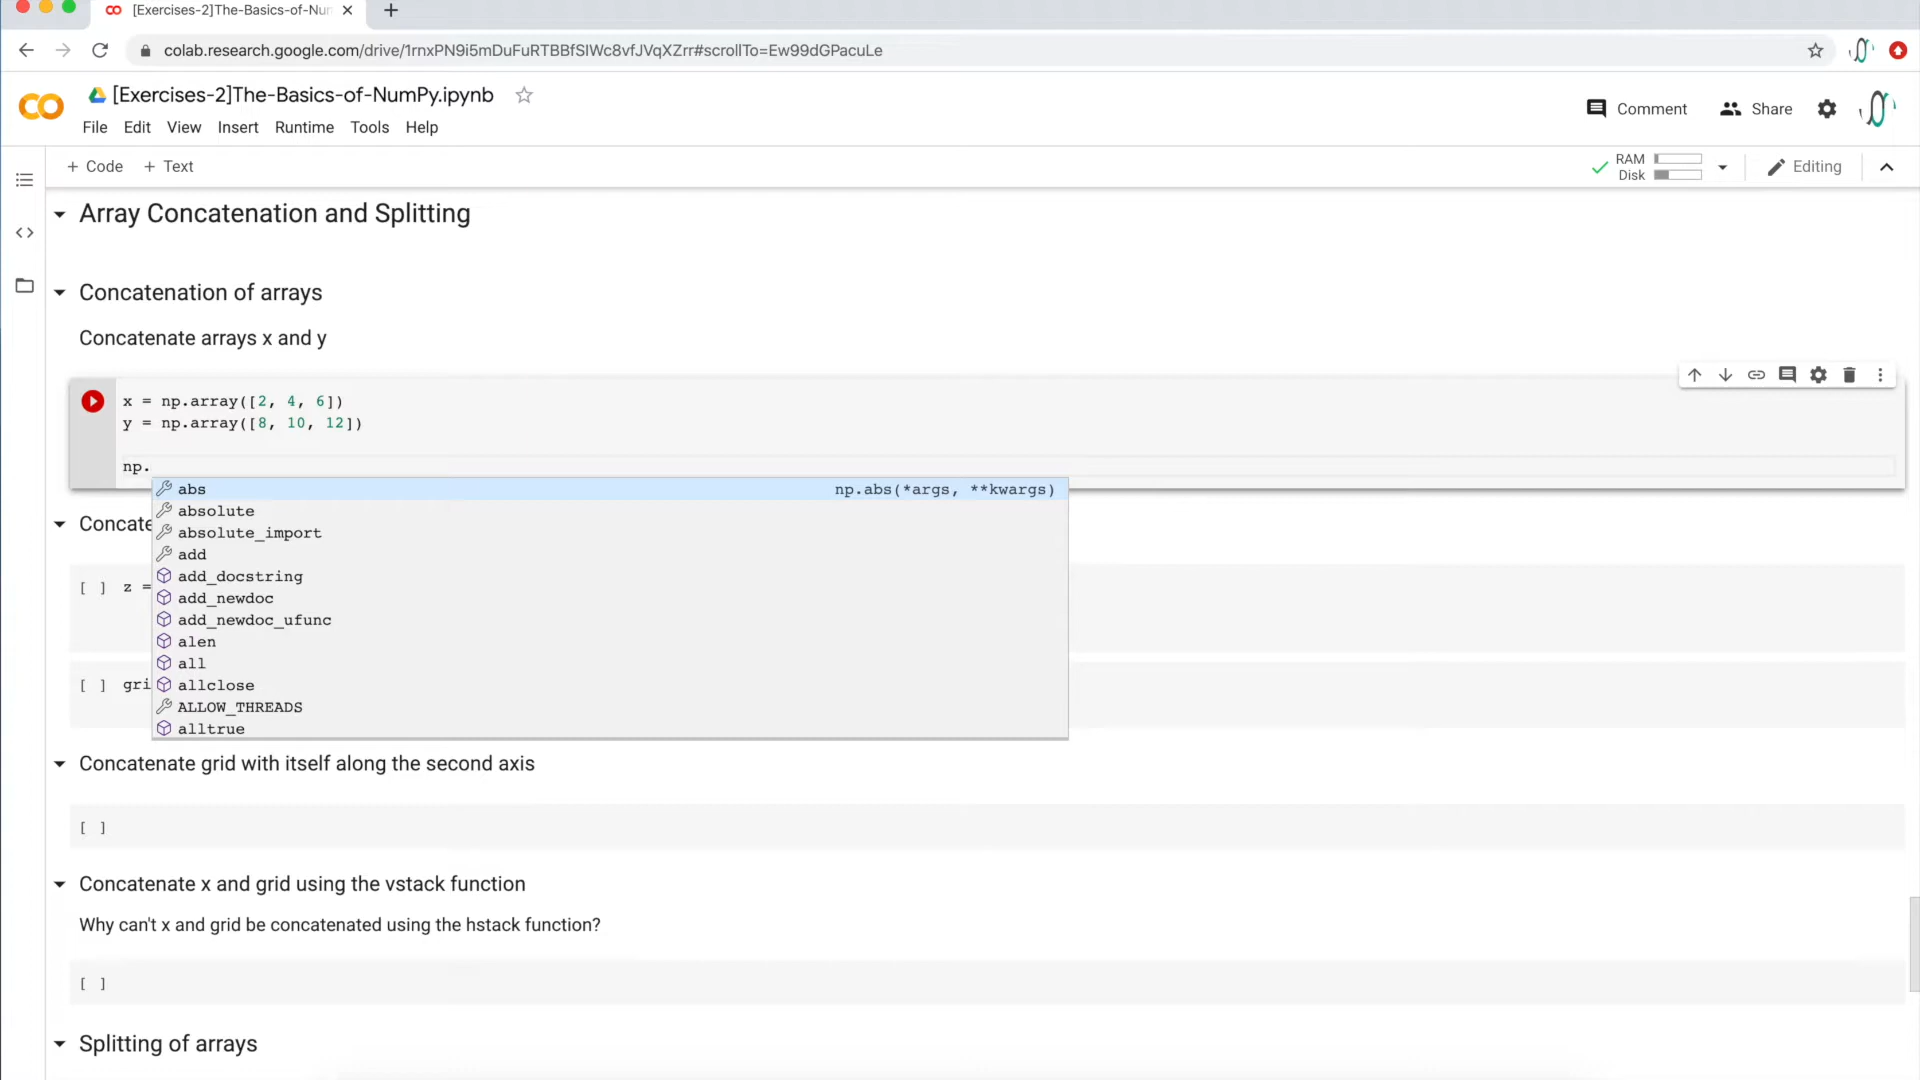 [Exercises-2]The-Basics-of-Nun
colab.research.google.com/drive/1rnxPN9i5mDuFuRTBBfSIWc8vfJVqXZrr#scrollTo=Ew99dGPacuLe
[Exercises-2]The-Basics-of-NumPy.ipynb
Comment Share
File Edit View Insert Runtime Tools Help
+ Code + Text
RAM
Disk
Editing
Array Concatenation and Splitting
Concatenation of arrays
Concatenate arrays x and y
x = np.array([2, 4, 6])
y = np.array([8, 10, 12])
np.
abs np.abs(*args, **kwargs)
absolute
absolute_import
add
add_docstring
add_newdoc
add_newdoc_ufunc
alen
all
allclose
ALLOW_THREADS
alltrue
Concate
[ ] z =
[ ] gri
Concatenate grid with itself along the second axis
[ ]
Concatenate x and grid using the vstack function
Why can't x and grid be concatenated using the hstack function?
[ ]
Splitting of arrays